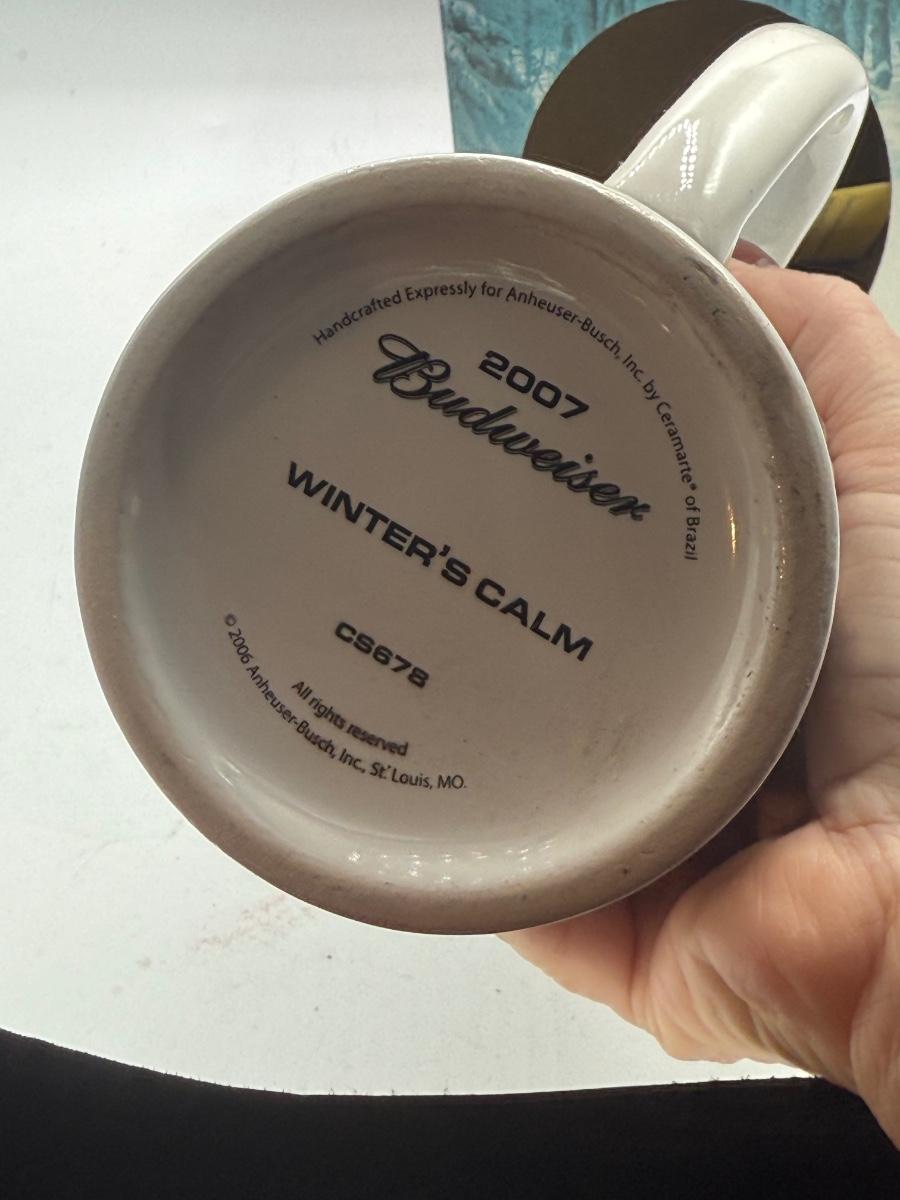 Handcrafted Expressly for Anheuser-Busch, Inc. by Ceramarte® of Brazil
2007
Budweiser
WINTER'S CALM
CS678
All rights reserved
© 2006 Anheuser-Busch, Inc., St. Louis, MO.